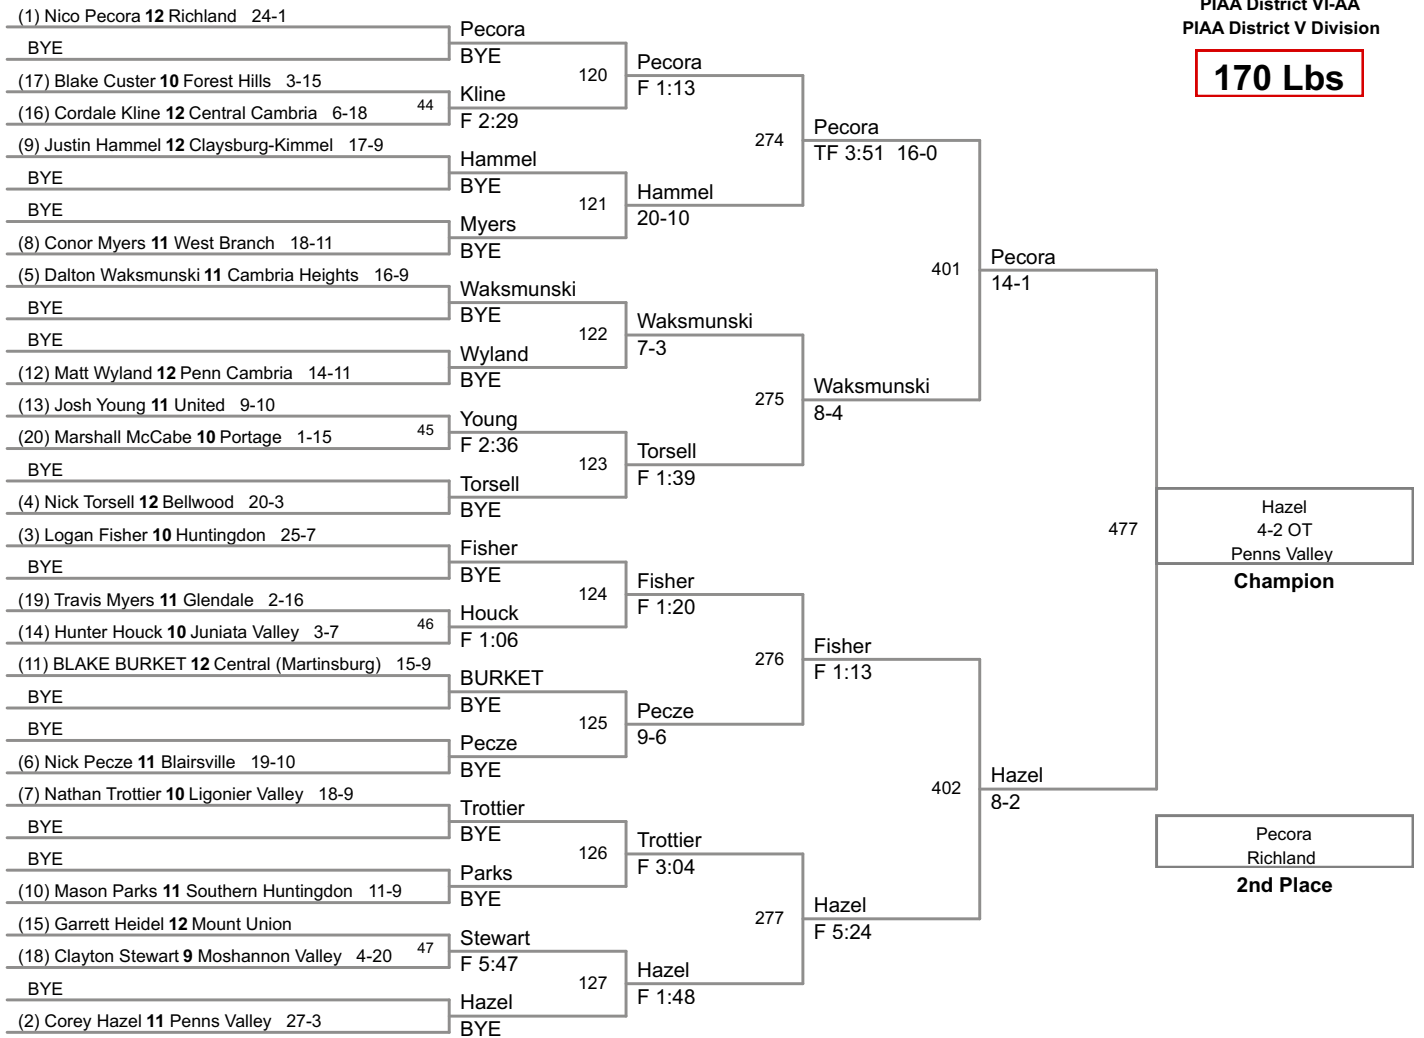 PIAA District VI-AA
PIAA District V Division
170 Lbs
(1) Nico Pecora 12 Richland 24-1
BYE
(17) Blake Custer 10 Forest Hills 3-15
(16) Cordale Kline 12 Central Cambria 6-18
44
(9) Justin Hammel 12 Claysburg-Kimmel 17-9
BYE
BYE
(8) Conor Myers 11 West Branch 18-11
(5) Dalton Waksmunski 11 Cambria Heights 16-9
BYE
BYE
(12) Matt Wyland 12 Penn Cambria 14-11
(13) Josh Young 11 United 9-10
(20) Marshall McCabe 10 Portage 1-15
45
BYE
(4) Nick Torsell 12 Bellwood 20-3
(3) Logan Fisher 10 Huntingdon 25-7
BYE
(19) Travis Myers 11 Glendale 2-16
(14) Hunter Houck 10 Juniata Valley 3-7
46
(11) BLAKE BURKET 12 Central (Martinsburg) 15-9
BYE
BYE
(6) Nick Pecze 11 Blairsville 19-10
(7) Nathan Trottier 10 Ligonier Valley 18-9
BYE
BYE
(10) Mason Parks 11 Southern Huntingdon 11-9
(15) Garrett Heidel 12 Mount Union
(18) Clayton Stewart 9 Moshannon Valley 4-20
47
BYE
(2) Corey Hazel 11 Penns Valley 27-3
Pecora
BYE
120
Kline
F 2:29
Hammel
BYE
121
Myers
BYE
Waksmunski
BYE
122
Wyland
BYE
Young
F 2:36
123
Torsell
BYE
Fisher
BYE
124
Houck
F 1:06
BURKET
BYE
125
Pecze
BYE
Trottier
BYE
126
Parks
BYE
Stewart
F 5:47
127
Hazel
BYE
Pecora
F 1:13
274
Hammel
20-10
Waksmunski
7-3
275
Torsell
F 1:39
Fisher
F 1:20
276
Pecze
9-6
Trottier
F 3:04
277
Hazel
F 1:48
Pecora
TF 3:51 16-0
401
Waksmunski
8-4
Fisher
F 1:13
402
Hazel
F 5:24
Pecora
14-1
477
Hazel
8-2
Hazel
4-2 OT
Penns Valley
Champion
Pecora
Richland
2nd Place